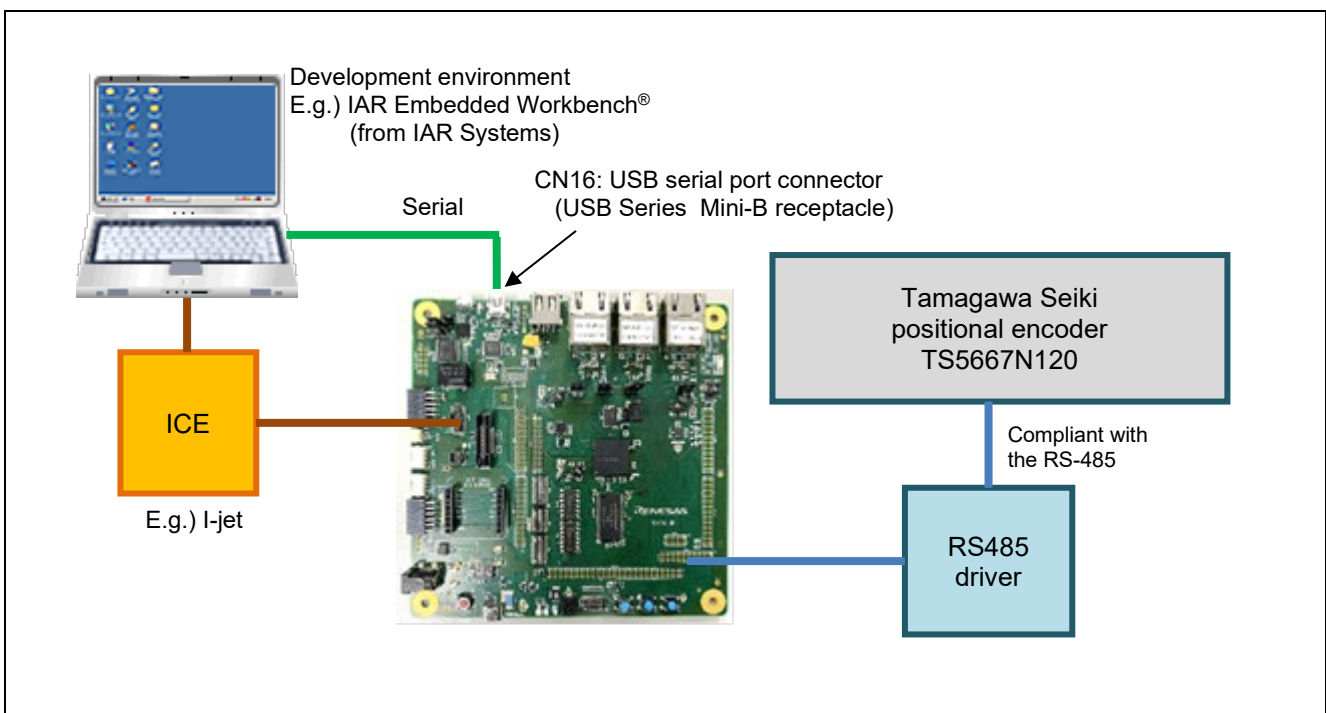 Development environment
E.g.) IAR Embedded Workbench®
(from IAR Systems)
CN16: USB serial port connector
(USB Series Mini-B receptacle)
Serial
Tamagawa Seiki
positional encoder
TS5667N120
ICE
Compliant with
the RS-485
E.g.) I-jet
RENESAS
RS485
driver